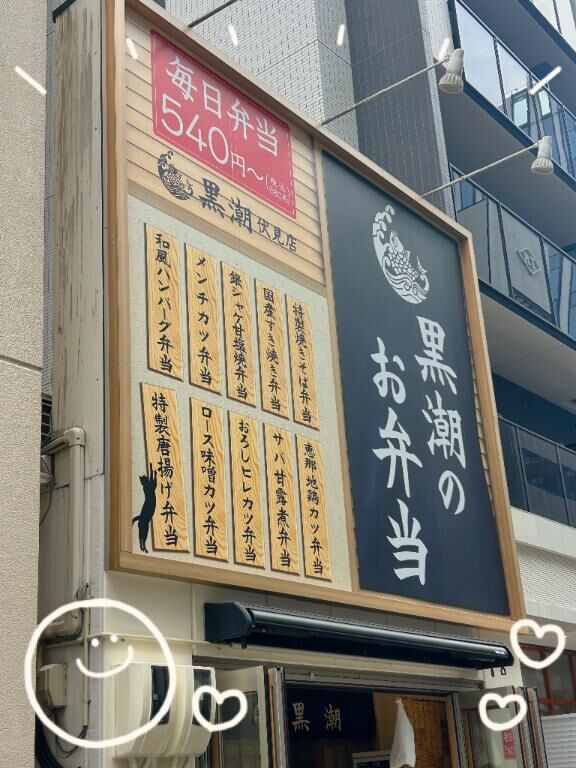 毎日弁当
540円〜
黒潮 伏見店
特製焼きそば弁当
国産すき焼き弁当
銀シャケ甘塩焼弁当
メンチカツ弁当
和風ハンバーグ弁当
恵那地鶏カツ弁当
サバ甘露煮弁当
おろしヒレカツ弁当
ロース味噌カツ弁当
特製唐揚げ弁当
黒潮の
お弁当
黒潮